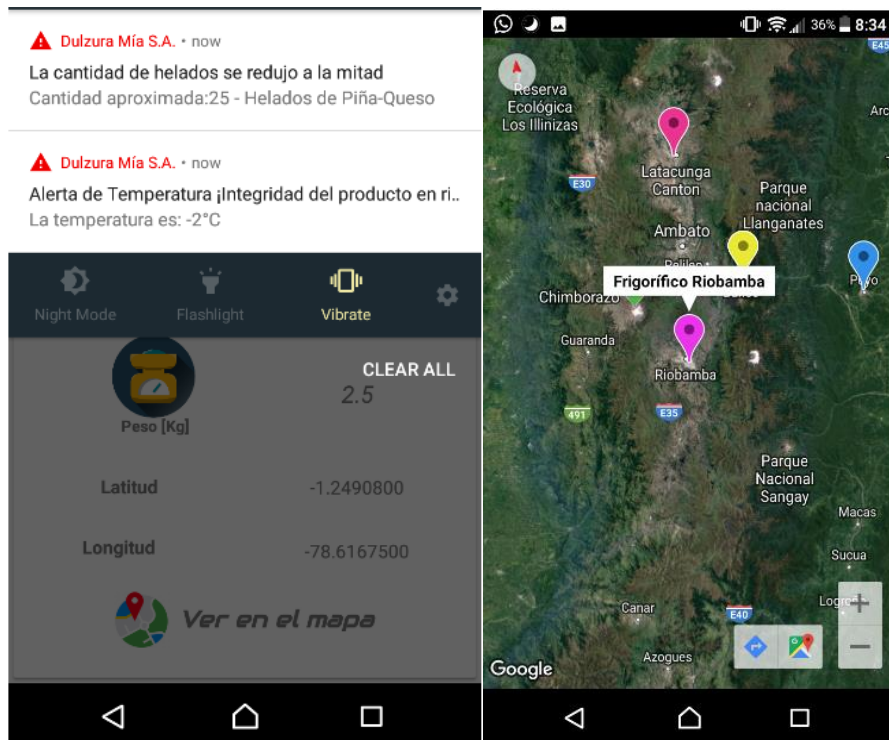 Dulzura Mía S.A. • now
La cantidad de helados se redujo a la mitad
Cantidad aproximada:25 - Helados de Piña-Queso
Dulzura Mía S.A. • now
Alerta de Temperatura ¡Integridad del producto en ri..
La temperatura es: -2°C
Night Mode
Flashlight
Vibrate
CLEAR ALL
2.5
Peso [Kg]
Latitud
-1.2490800
Longitud
-78.6167500
Ver en el mapa
36% 8:34
E45
Reserva
Ecológica
Los Illinizas
Arc
E30
Latacunga
Canton
Parque
nacional
Llanganates
Ambato
Frigorífico Riobamba
Chimborazo
Guaranda
Riobamba
491
E35
Parque
Nacional
Sangay
Macas
Sucua
Canar
E40
Azogues
Google